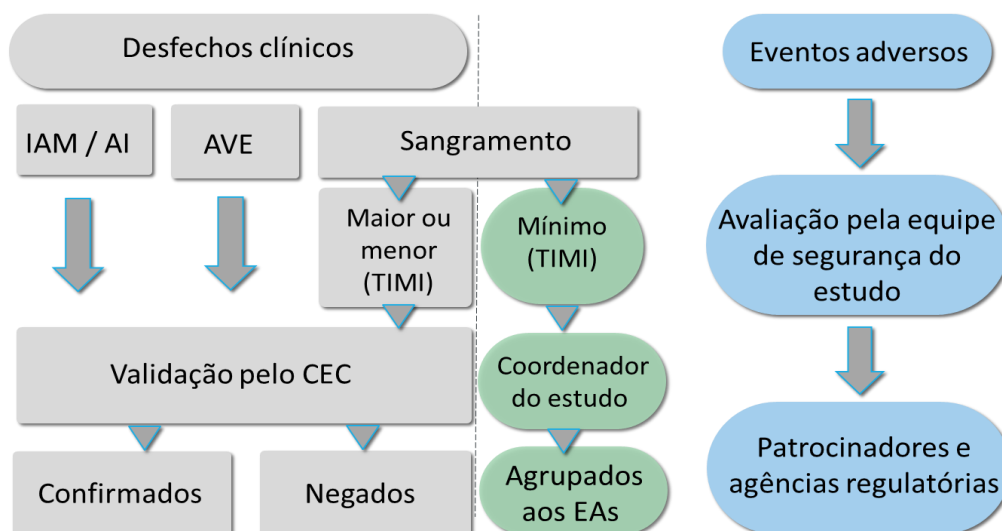 Desfechos clínicos
IAM / AI
AVE
Sangramento
Maior ou
menor
(TIMI)
Mínimo
(TIMI)
Validação pelo CEC
Coordenador
do estudo
Confirmados
Negados
Agrupados
aos EAs
Eventos adversos
Avaliação pela equipe
de segurança do
estudo
Patrocinadores e
agências regulatórias